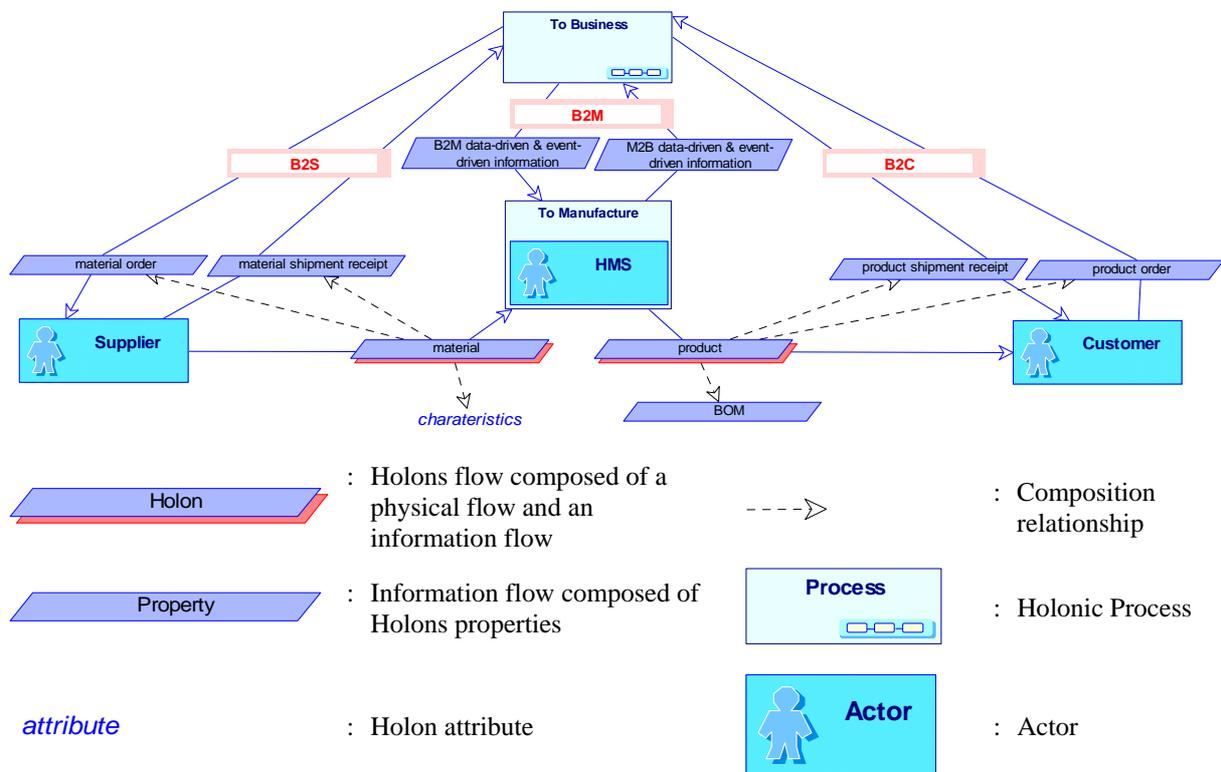 To Business
B2M
B2M data-driven & event-
driven information
M2B data-driven & event-
driven information
B2S
B2C
To Manufacture
HMS
material order
material shipment receipt
product shipment receipt
product order
Supplier
material
product
Customer
charateristics
BOM
Holon
: Holons flow composed of a
physical flow and an
information flow
: Composition
relationship
Property
: Information flow composed of
Holons properties
Process
: Holonic Process
attribute
: Holon attribute
Actor
: Actor